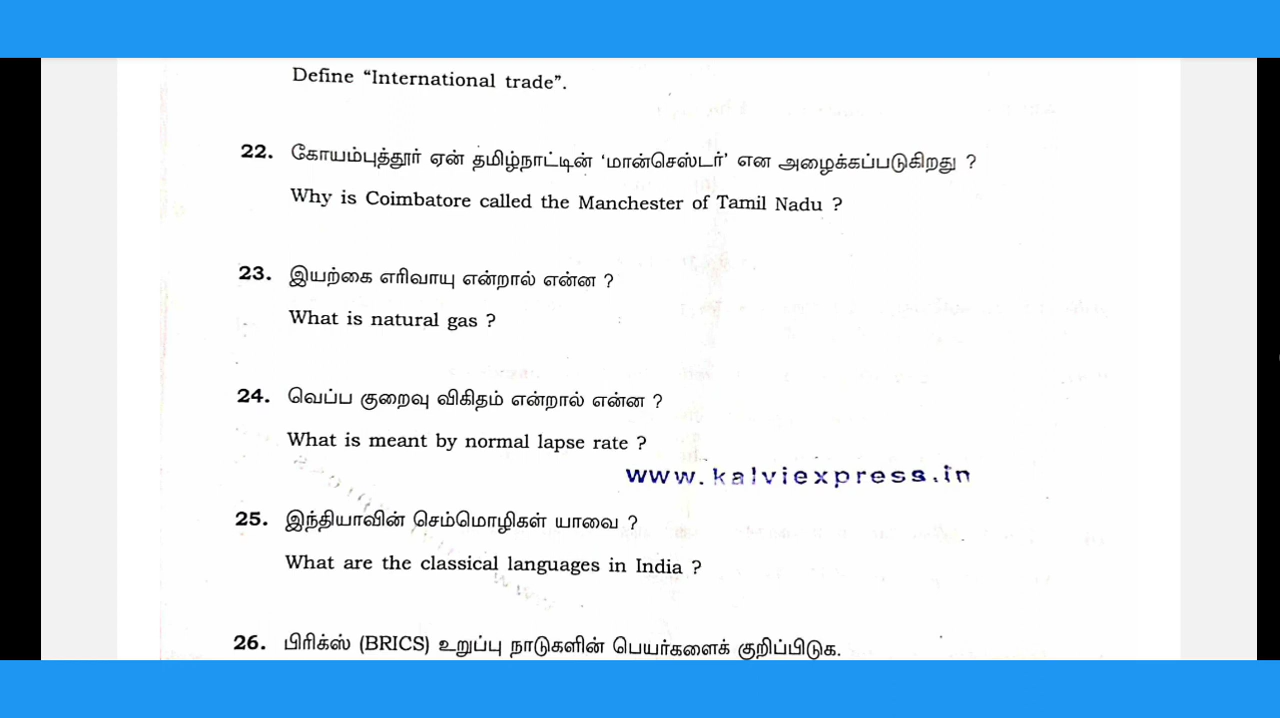 Define “International trade”.
22. கோயம்புத்தூர் ஏன் தமிழ்நாட்டின் ‘மான்செஸ்டர்’ என அழைக்கப்படுகிறது ?
Why is Coimbatore called the Manchester of Tamil Nadu ?
23. இயற்கை எரிவாயு என்றால் என்ன ?
What is natural gas ?
24. வெப்ப குறைவு விகிதம் என்றால் என்ன ?
What is meant by normal lapse rate ?
www.kalviexpress.in
25. இந்தியாவின் செம்மொழிகள் யாவை ?
What are the classical languages in India ?
26. பிரிக்ஸ் (BRICS) உறுப்பு நாடுகளின் பெயர்களைக் குறிப்பிடுக.